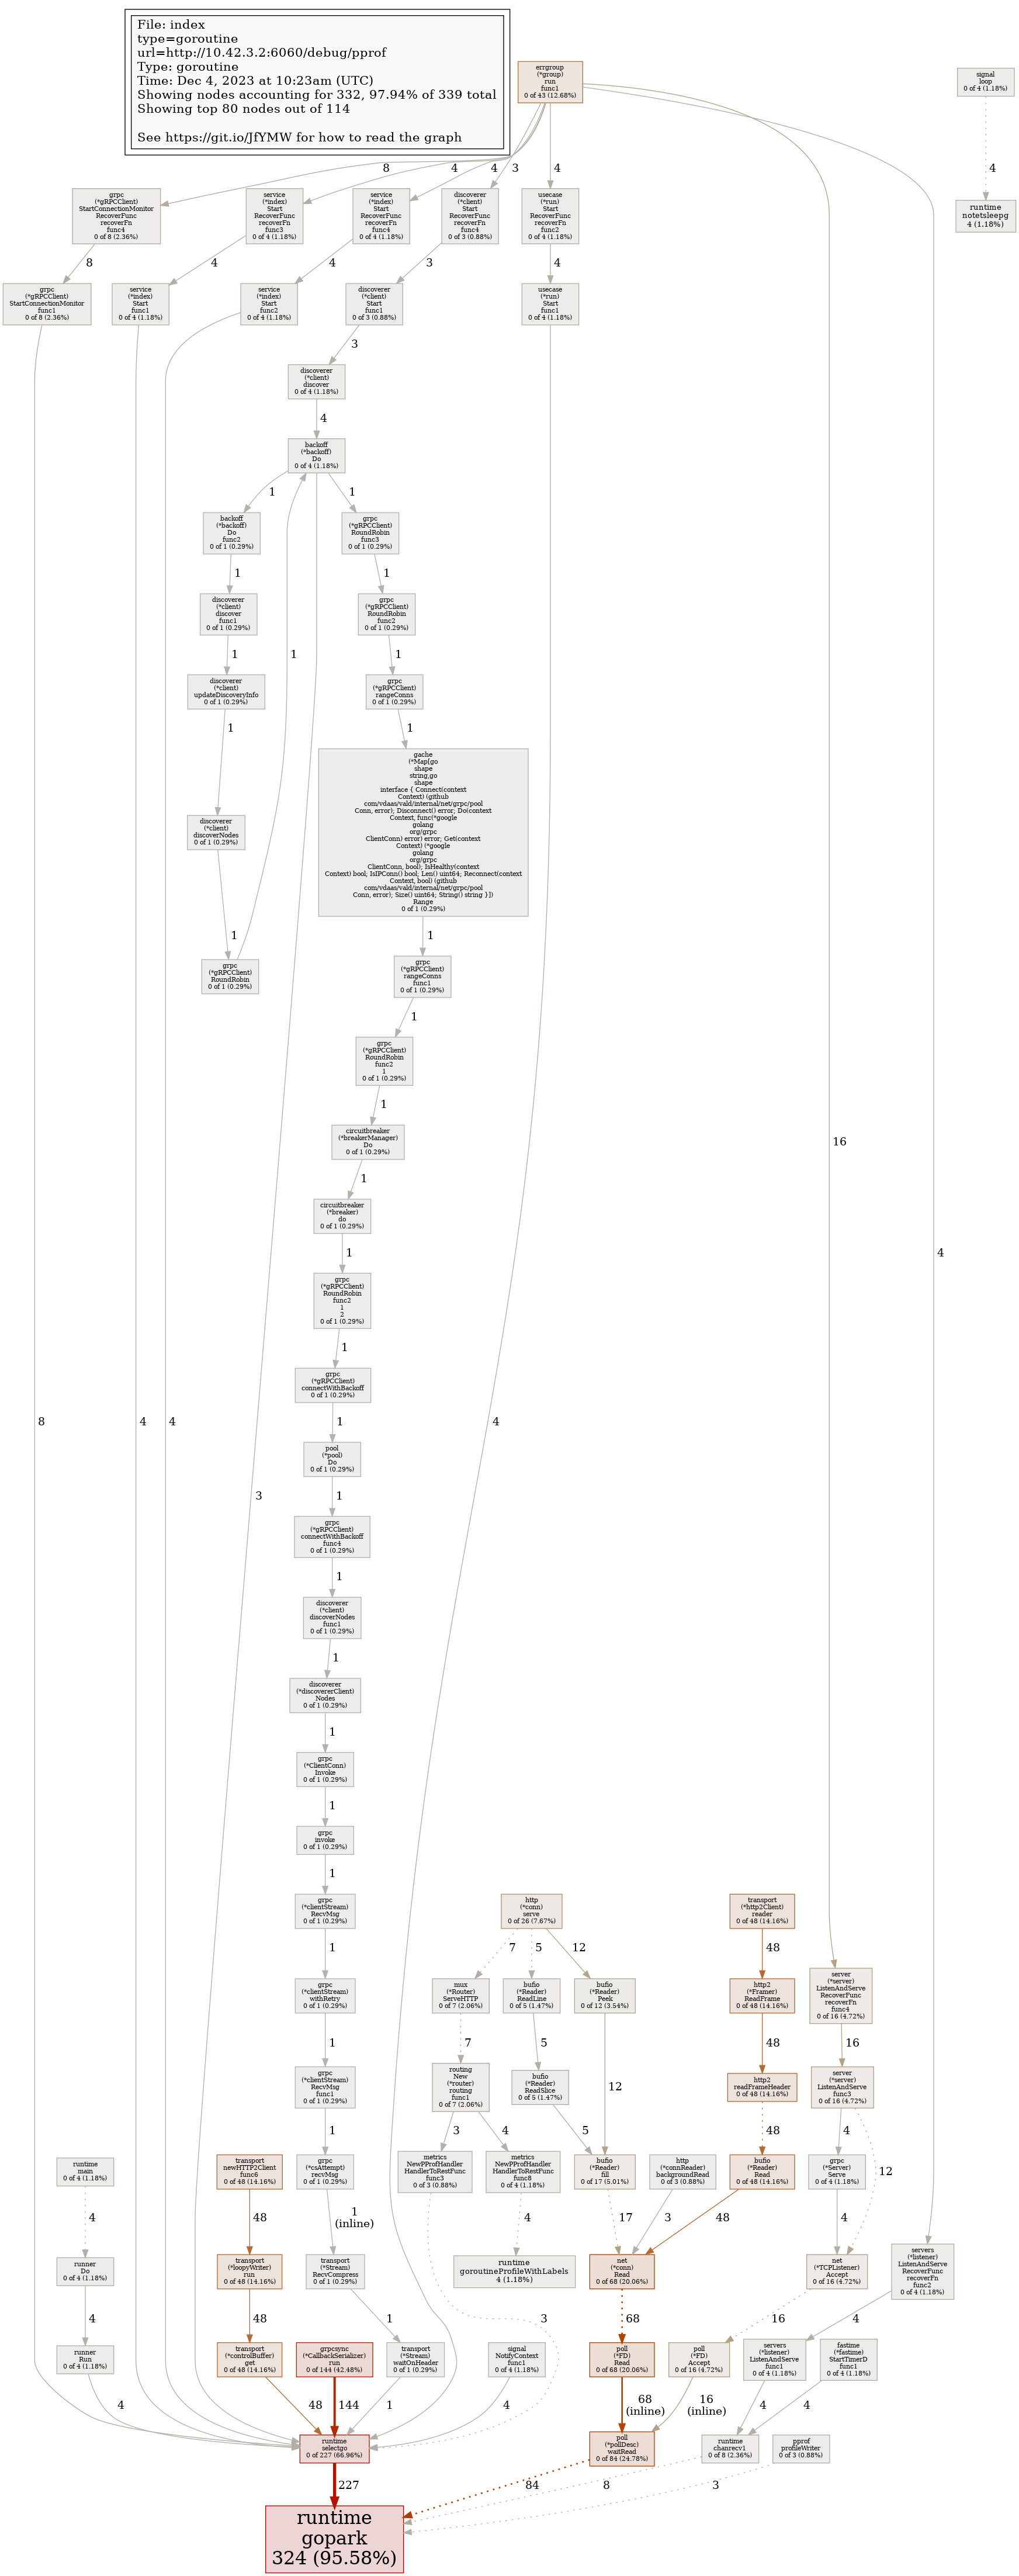 File: index
type=goroutine
url=http://10.42.3.2:6060/debug/pprof
Type: goroutine
Time: Dec 4, 2023 at 10:23am (UTC)
Showing nodes accounting for 332, 97.94% of 339 total
Showing top 80 nodes out of 114
See https://git.io/JfYMW for how to read the graph
errgroup
(*group)
run
func1
0 of 43 (12.68%)
signal
loop
0 of 4 (1.18%)
8
4
4
3
4
4
grpc
(*gRPCClient)
StartConnectionMonitor
RecoverFunc
recoverFn
func4
0 of 8 (2.36%)
service
(*index)
Start
RecoverFunc
recoverFn
func3
0 of 4 (1.18%)
service
(*index)
Start
RecoverFunc
recoverFn
func4
0 of 4 (1.18%)
discoverer
(*client)
Start
RecoverFunc
recoverFn
func4
0 of 3 (0.88%)
usecase
(*run)
Start
RecoverFunc
recoverFn
func2
0 of 4 (1.18%)
runtime
notetsleepg
4 (1.18%)
8
4
4
3
4
grpc
(*gRPCClient)
StartConnectionMonitor
func1
0 of 8 (2.36%)
service
(*index)
Start
func1
0 of 4 (1.18%)
service
(*index)
Start
func2
0 of 4 (1.18%)
discoverer
(*client)
Start
func1
0 of 3 (0.88%)
usecase
(*run)
Start
func1
0 of 4 (1.18%)
3
discoverer
(*client)
discover
0 of 4 (1.18%)
4
backoff
(*backoff)
Do
0 of 4 (1.18%)
1
1
backoff
(*backoff)
Do
func2
0 of 1 (0.29%)
grpc
(*gRPCClient)
RoundRobin
func3
0 of 1 (0.29%)
1
1
discoverer
(*client)
discover
func1
0 of 1 (0.29%)
grpc
(*gRPCClient)
RoundRobin
func2
0 of 1 (0.29%)
1
1
1
discoverer
(*client)
updateDiscoveryInfo
0 of 1 (0.29%)
grpc
(*gRPCClient)
rangeConns
0 of 1 (0.29%)
1
1
gache
(*Map[go
shape
string,go
shape
interface { Connect(context
Context) (github
com/vdaas/vald/internal/net/grpc/pool
Conn, error); Disconnect() error; Do(context
Context, func(*google
golang
org/grpc
ClientConn) error) error; Get(context
Context) (*google
golang
org/grpc
ClientConn, bool); IsHealthy(context
Context) bool; IsIPConn() bool; Len() uint64; Reconnect(context
Context, bool) (github
com/vdaas/vald/internal/net/grpc/pool
Conn, error); Size() uint64; String() string }])
Range
0 of 1 (0.29%)
discoverer
(*client)
discoverNodes
0 of 1 (0.29%)
1
1
grpc
(*gRPCClient)
RoundRobin
0 of 1 (0.29%)
grpc
(*gRPCClient)
rangeConns
func1
0 of 1 (0.29%)
1
grpc
(*gRPCClient)
RoundRobin
func2
1
0 of 1 (0.29%)
1
circuitbreaker
(*breakerManager)
Do
0 of 1 (0.29%)
16
1
circuitbreaker
(*breaker)
do
0 of 1 (0.29%)
1
4
grpc
(*gRPCClient)
RoundRobin
func2
1
2
0 of 1 (0.29%)
1
grpc
(*gRPCClient)
connectWithBackoff
0 of 1 (0.29%)
8
4
4
1
4
pool
(*pool)
Do
0 of 1 (0.29%)
3
1
grpc
(*gRPCClient)
connectWithBackoff
func4
0 of 1 (0.29%)
1
discoverer
(*client)
discoverNodes
func1
0 of 1 (0.29%)
1
discoverer
(*discovererClient)
Nodes
0 of 1 (0.29%)
1
grpc
(*ClientConn)
Invoke
0 of 1 (0.29%)
1
grpc
invoke
0 of 1 (0.29%)
1
grpc
(*clientStream)
RecvMsg
0 of 1 (0.29%)
http
(*conn)
serve
0 of 26 (7.67%)
transport
(*http2Client)
reader
0 of 48 (14.16%)
1
7
5
12
48
grpc
(*clientStream)
withRetry
0 of 1 (0.29%)
mux
(*Router)
ServeHTTP
0 of 7 (2.06%)
bufio
(*Reader)
ReadLine
0 of 5 (1.47%)
bufio
(*Reader)
Peek
0 of 12 (3.54%)
http2
(*Framer)
ReadFrame
0 of 48 (14.16%)
server
(*server)
ListenAndServe
RecoverFunc
recoverFn
func4
0 of 16 (4.72%)
1
7
5
48
16
grpc
(*clientStream)
RecvMsg
func1
0 of 1 (0.29%)
routing
New
(*router)
routing
func1
0 of 7 (2.06%)
bufio
(*Reader)
ReadSlice
0 of 5 (1.47%)
12
http2
readFrameHeader
0 of 48 (14.16%)
server
(*server)
ListenAndServe
func3
0 of 16 (4.72%)
1
3
4
5
48
4
12
runtime
main
0 of 4 (1.18%)
transport
newHTTP2Client
func6
0 of 48 (14.16%)
grpc
(*csAttempt)
recvMsg
0 of 1 (0.29%)
metrics
NewPProfHandler
HandlerToRestFunc
func3
0 of 3 (0.88%)
metrics
NewPProfHandler
HandlerToRestFunc
func8
0 of 4 (1.18%)
bufio
(*Reader)
fill
0 of 17 (5.01%)
http
(*connReader)
backgroundRead
0 of 3 (0.88%)
bufio
(*Reader)
Read
0 of 48 (14.16%)
grpc
(*Server)
Serve
0 of 4 (1.18%)
4
48
1
(inline)
4
17
3
48
4
runner
Do
0 of 4 (1.18%)
transport
(*loopyWriter)
run
0 of 48 (14.16%)
transport
(*Stream)
RecvCompress
0 of 1 (0.29%)
runtime
goroutineProfileWithLabels
4 (1.18%)
net
(*conn)
Read
0 of 68 (20.06%)
net
(*TCPListener)
Accept
0 of 16 (4.72%)
servers
(*listener)
ListenAndServe
RecoverFunc
recoverFn
func2
0 of 4 (1.18%)
4
48
1
3
68
16
4
runner
Run
0 of 4 (1.18%)
transport
(*controlBuffer)
get
0 of 48 (14.16%)
grpcsync
(*CallbackSerializer)
run
0 of 144 (42.48%)
transport
(*Stream)
waitOnHeader
0 of 1 (0.29%)
signal
NotifyContext
func1
0 of 4 (1.18%)
poll
(*FD)
Read
0 of 68 (20.06%)
poll
(*FD)
Accept
0 of 16 (4.72%)
servers
(*listener)
ListenAndServe
func1
0 of 4 (1.18%)
fastime
(*fastime)
StartTimerD
func1
0 of 4 (1.18%)
4
48
144
1
4
68
(inline)
16
(inline)
4
4
runtime
selectgo
0 of 227 (66.96%)
poll
(*pollDesc)
waitRead
0 of 84 (24.78%)
runtime
chanrecv1
0 of 8 (2.36%)
pprof
profileWriter
0 of 3 (0.88%)
227
84
8
3
runtime
gopark
324 (95.58%)